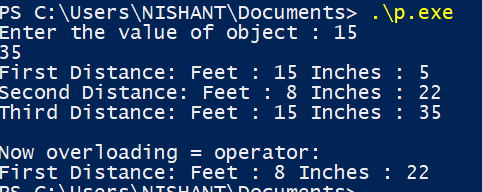 PS C:\Users\NISHANT\Documents> .\p.exe
Enter the value of object : 15
35
First Distance: Feet : 15 Inches : 5
Second Distance: Feet : 8 Inches : 22
Third Distance: Feet : 15 Inches : 35
Now overloading = operator:
First Distance: Feet : 8 Inches : 22
PS C:\Users\NISHANT\Documents>